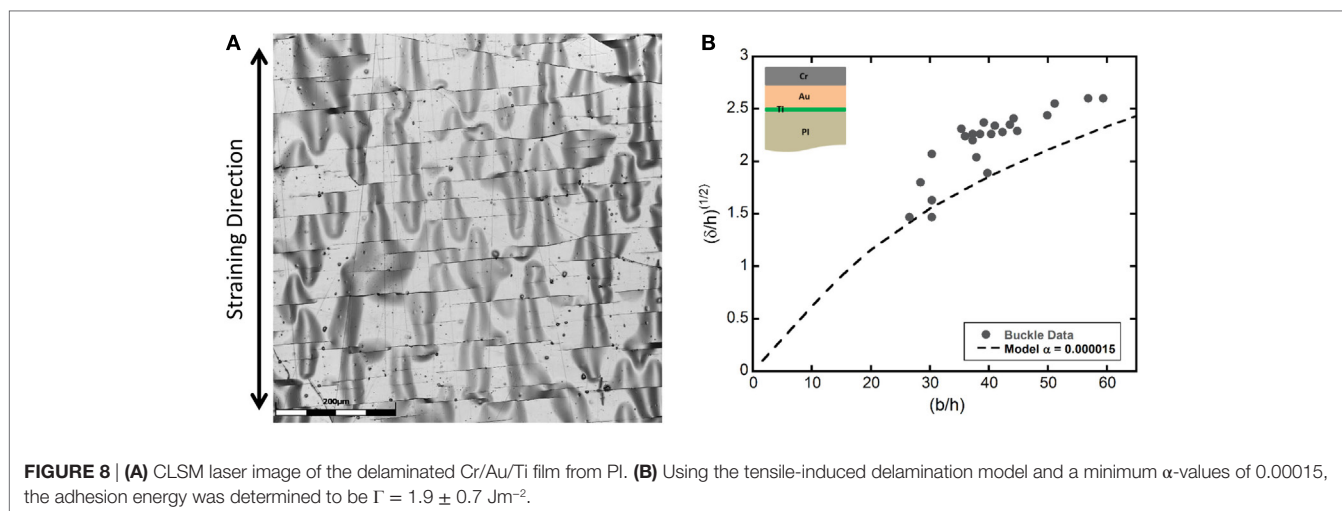 A
Straining Direction
200µm
B
3
2.5
2
1.5
1
0.5
0
(δ/h)^(1/2)
Cr
Au
Ti
PI
Buckle Data
Model α = 0.000015
0 10 20 30 40 50 60
(b/h)
FIGURE 8 | (A) CLSM laser image of the delaminated Cr/Au/Ti film from PI. (B) Using the tensile-induced delamination model and a minimum α-values of 0.00015,
the adhesion energy was determined to be Γ = 1.9 ± 0.7 Jm⁻².